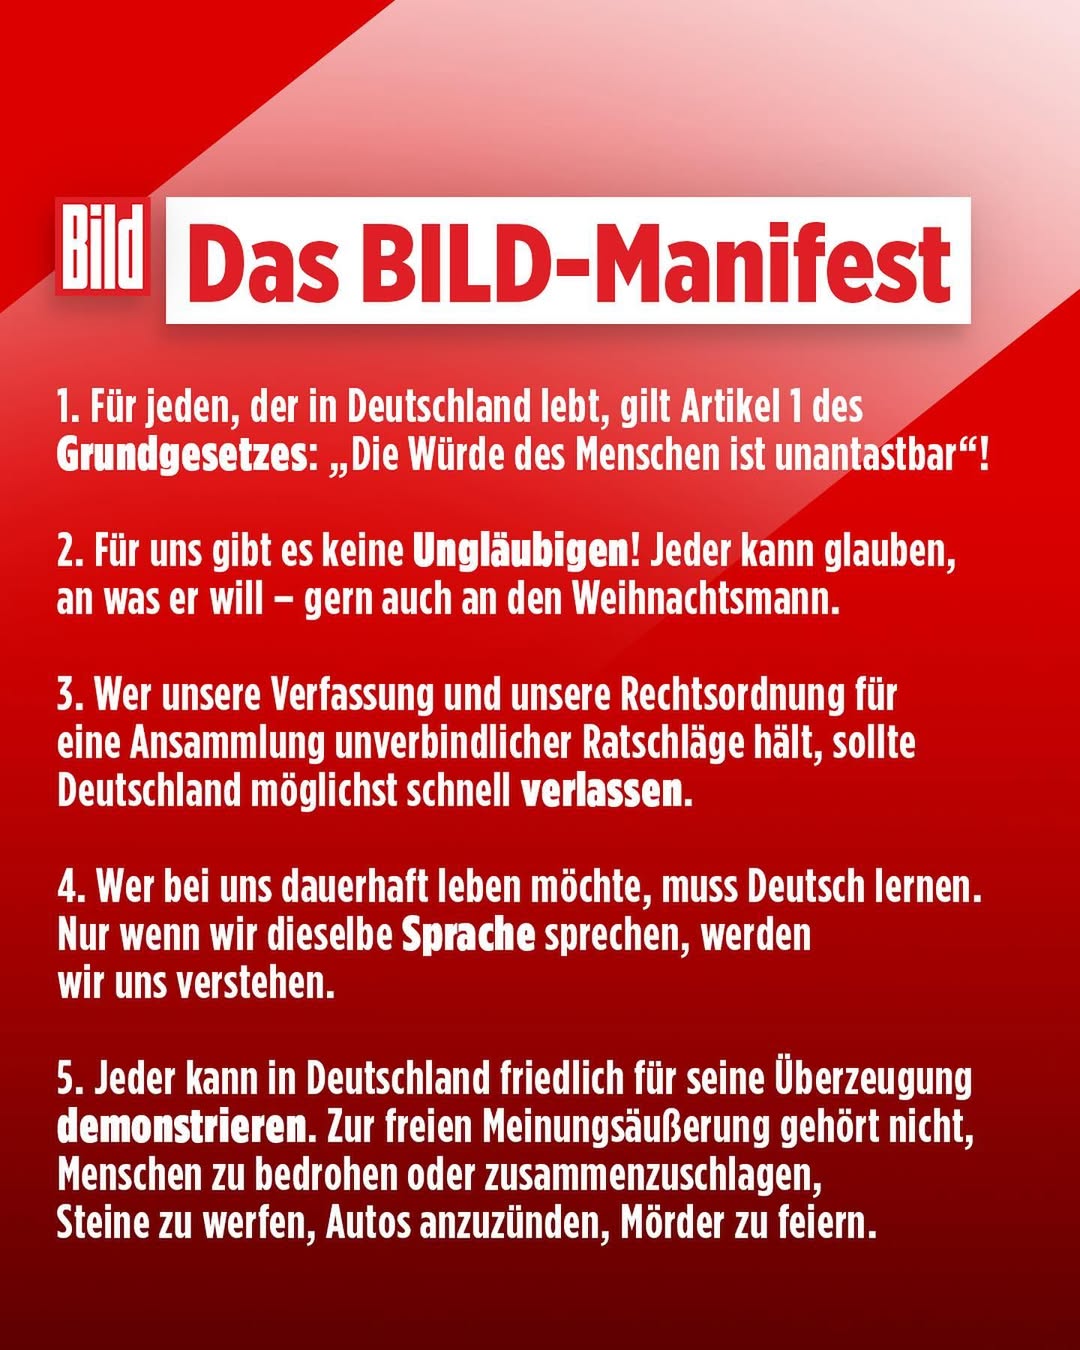 Bild
Das BILD-Manifest
1. Für jeden, der in Deutschland lebt, gilt Artikel 1 des
Grundgesetzes: „Die Würde des Menschen ist unantastbar“!
2. Für uns gibt es keine Ungläubigen! Jeder kann glauben,
an was er will – gern auch an den Weihnachtsmann.
3. Wer unsere Verfassung und unsere Rechtsordnung für
eine Ansammlung unverbindlicher Ratschläge hält, sollte
Deutschland möglichst schnell verlassen.
4. Wer bei uns dauerhaft leben möchte, muss Deutsch lernen.
Nur wenn wir dieselbe Sprache sprechen, werden
wir uns verstehen.
5. Jeder kann in Deutschland friedlich für seine Überzeugung
demonstrieren. Zur freien Meinungsäußerung gehört nicht,
Menschen zu bedrohen oder zusammenzuschlagen,
Steine zu werfen, Autos anzuzünden, Mörder zu feiern.